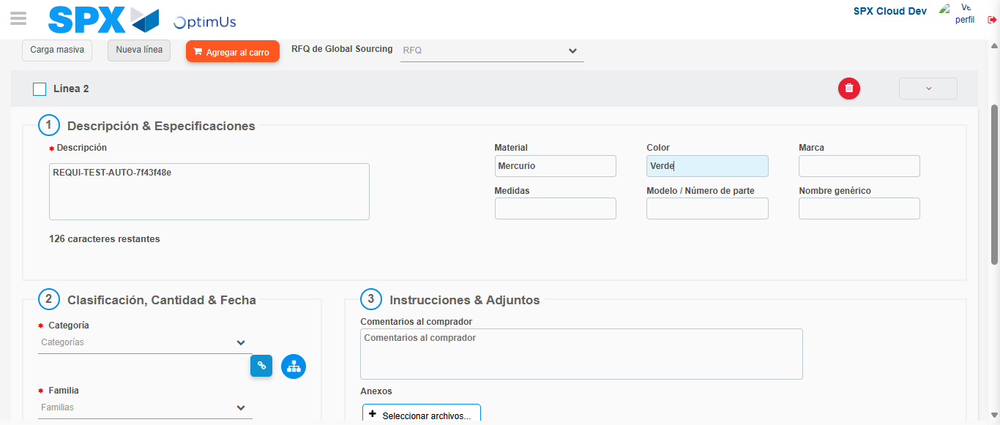 SPX OptimUs
SPX Cloud Dev
Ve
perfil
Carga masiva
Nueva línea
Agregar al carro
RFQ de Global Sourcing
RFQ
Línea 2
1 Descripción & Especificaciones
* Descripción
REQUI-TEST-AUTO-7f43f48e
126 caracteres restantes
Material
Mercurio
Color
Verde
Marca
Medidas
Modelo / Número de parte
Nombre genérico
2 Clasificación, Cantidad & Fecha
* Categoría
Categorías
* Familia
Familias
3 Instrucciones & Adjuntos
Comentarios al comprador
Comentarios al comprador
Anexos
+ Seleccionar archivos...